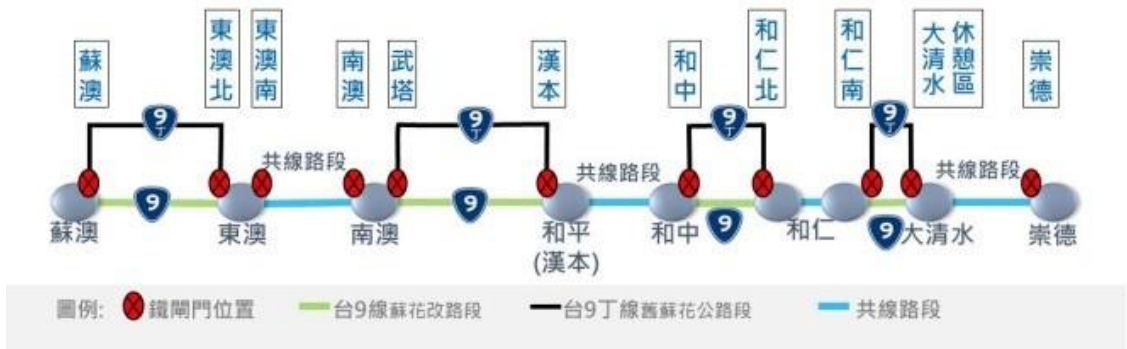 蘇澳
東澳北
東澳南
南澳
武塔
漢本
和中
和仁北
和仁南
大清水
休憩區
崇德
9丁
9丁
9丁
9丁
共線路段
共線路段
共線路段
9
9
9
9
蘇澳
東澳
南澳
和平
(漢本)
和中
和仁
大清水
崇德
圖例:
鐵閘門位置
台9線蘇花改路段
台9丁線舊蘇花公路段
共線路段